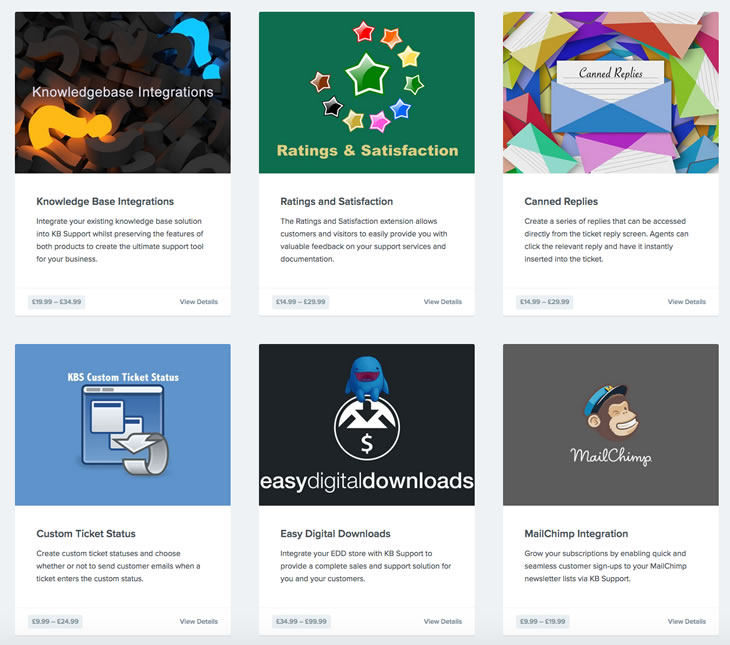 Knowledgebase Integrations
Knowledge Base Integrations
Integrate your existing knowledge base solution
into KB Support whilst preserving the features of
both products to create the ultimate support tool
for your business.
£19.99 – £34.99
View Details
Ratings & Satisfaction
Ratings and Satisfaction
The Ratings and Satisfaction extension allows
customers and visitors to easily provide you with
valuable feedback on your support services and
documentation.
£14.99 – £29.99
View Details
Canned Replies
Canned Replies
Create a series of replies that can be accessed
directly from the ticket reply screen. Agents can
click the relevant reply and have it instantly
inserted into the ticket.
£14.99 – £29.99
View Details
KBS Custom Ticket Status
Custom Ticket Status
Create custom ticket statuses and choose
whether or not to send customer emails when a
ticket enters the custom status.
£9.99 – £24.99
View Details
$
easydigitaldownloads
Easy Digital Downloads
Integrate your EDD store with KB Support to
provide a complete sales and support solution for
you and your customers.
£34.99 – £99.99
View Details
MailChimp
MailChimp Integration
Grow your subscriptions by enabling quick and
seamless customer sign-ups to your MailChimp
newsletter lists via KB Support.
£9.99 – £19.99
View Details